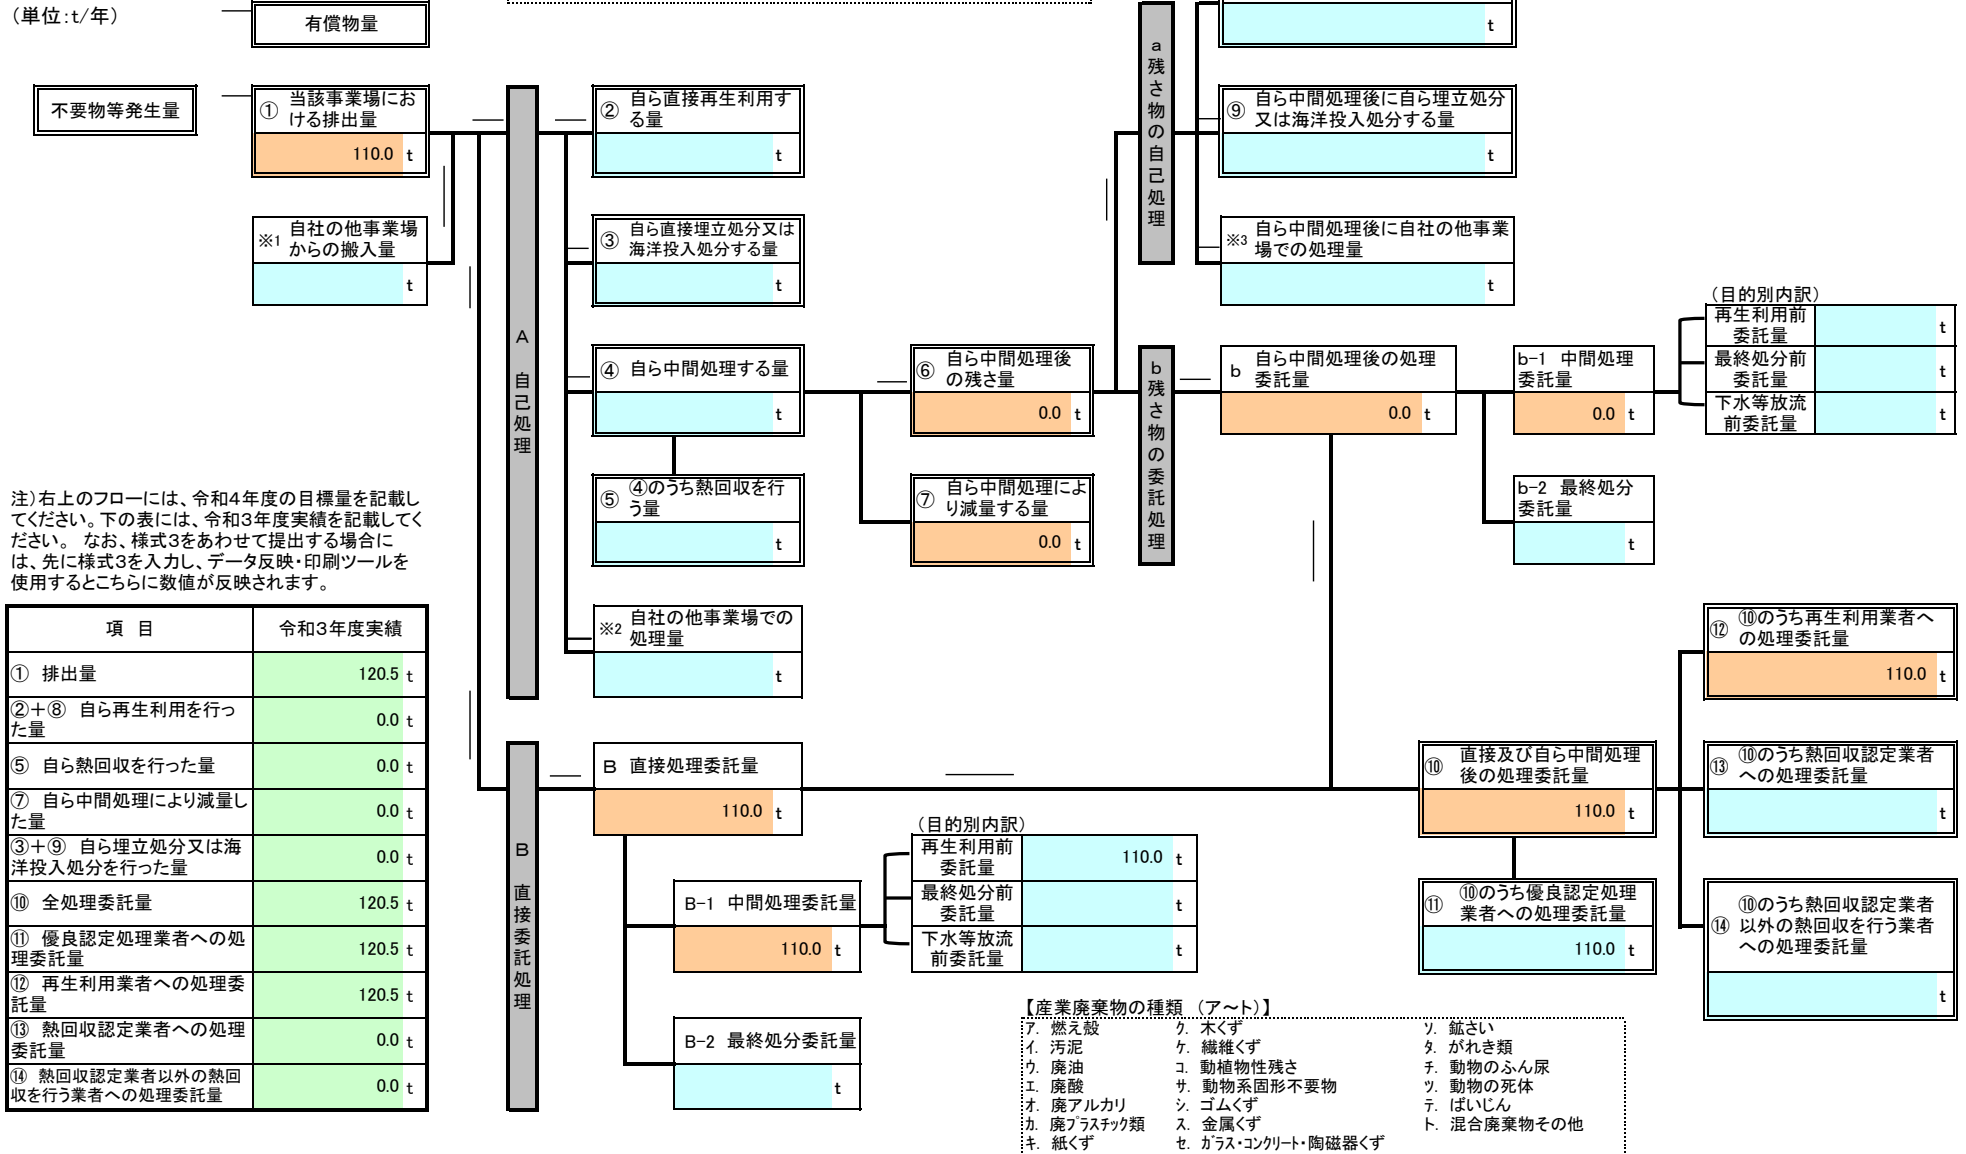 （単位：t/年）
有償物量
t
不要物等発生量
① 当該事業場にお
ける排出量
110.0 t
※1 自社の他事業場
からの搬入量
t
A 自己処理
② 自ら直接再生利用す
る量
t
③ 自ら直接埋立処分又は
海洋投入処分する量
t
④ 自ら中間処理する量
t
⑤ ④のうち熱回収を行
う量
t
※2 自社の他事業場での
処理量
t
⑥ 自ら中間処理後
の残さ量
0.0 t
⑦ 自ら中間処理によ
り減量する量
0.0 t
a 残さ物の自己処理
⑨ 自ら中間処理後に自ら埋立処分
又は海洋投入処分する量
t
※3 自ら中間処理後に自社の他事業
場での処理量
t
b 残さ物の委託処理
b 自ら中間処理後の処理
委託量
0.0 t
b-1 中間処理
委託量
0.0 t
b-2 最終処分
委託量
t
（目的別内訳）
再生利用前
委託量
t
最終処分前
委託量
t
下水等放流
前委託量
t
注）右上のフローには、令和４年度の目標量を記載し
てください。下の表には、令和３年度実績を記載してく
ださい。 なお、様式３をあわせて提出する場合に
は、先に様式３を入力し、データ反映・印刷ツールを
使用するとこちらに数値が反映されます。
項 目 令和３年度実績
① 排出量 120.5 t
②＋⑧ 自ら再生利用を行っ
た量 0.0 t
⑤ 自ら熱回収を行った量 0.0 t
⑦ 自ら中間処理により減量し
た量 0.0 t
③＋⑨ 自ら埋立処分又は海
洋投入処分を行った量 0.0 t
⑩ 全処理委託量 120.5 t
⑪ 優良認定処理業者への処
理委託量 120.5 t
⑫ 再生利用業者への処理委
託量 120.5 t
⑬ 熱回収認定業者への処理
委託量 0.0 t
⑭ 熱回収認定業者以外の熱回
収を行う業者への処理委託量 0.0 t
B 直接委託処理
B 直接処理委託量
110.0 t
B-1 中間処理委託量
110.0 t
B-2 最終処分委託量
t
（目的別内訳）
再生利用前
委託量
110.0 t
最終処分前
委託量
t
下水等放流
前委託量
t
⑩ 直接及び自ら中間処理
後の処理委託量
110.0 t
⑪ ⑩のうち優良認定処理
業者への処理委託量
110.0 t
⑫ ⑩のうち再生利用業者へ
の処理委託量
110.0 t
⑬ ⑩のうち熱回収認定業者
への処理委託量
t
⑭ ⑩のうち熱回収認定業者
以外の熱回収を行う業者
への処理委託量
t
【産業廃棄物の種類 （ア～ト）】
ｱ. 燃え殻 ｸ. 木くず ｿ. 鉱さい
ｲ. 汚泥 ｹ. 繊維くず ﾀ. がれき類
ｳ. 廃油 ｺ. 動植物性残さ ﾁ. 動物のふん尿
ｴ. 廃酸 ｻ. 動物系固形不要物 ﾂ. 動物の死体
ｵ. 廃アルカリ ｼ. ゴムくず ﾃ. ばいじん
ｶ. 廃ﾌﾟﾗｽﾁｯｸ類 ｽ. 金属くず ﾄ. 混合廃棄物その他
ｷ. 紙くず ｾ. ｶﾞﾗｽ・ｺﾝｸﾘｰﾄ・陶磁器くず